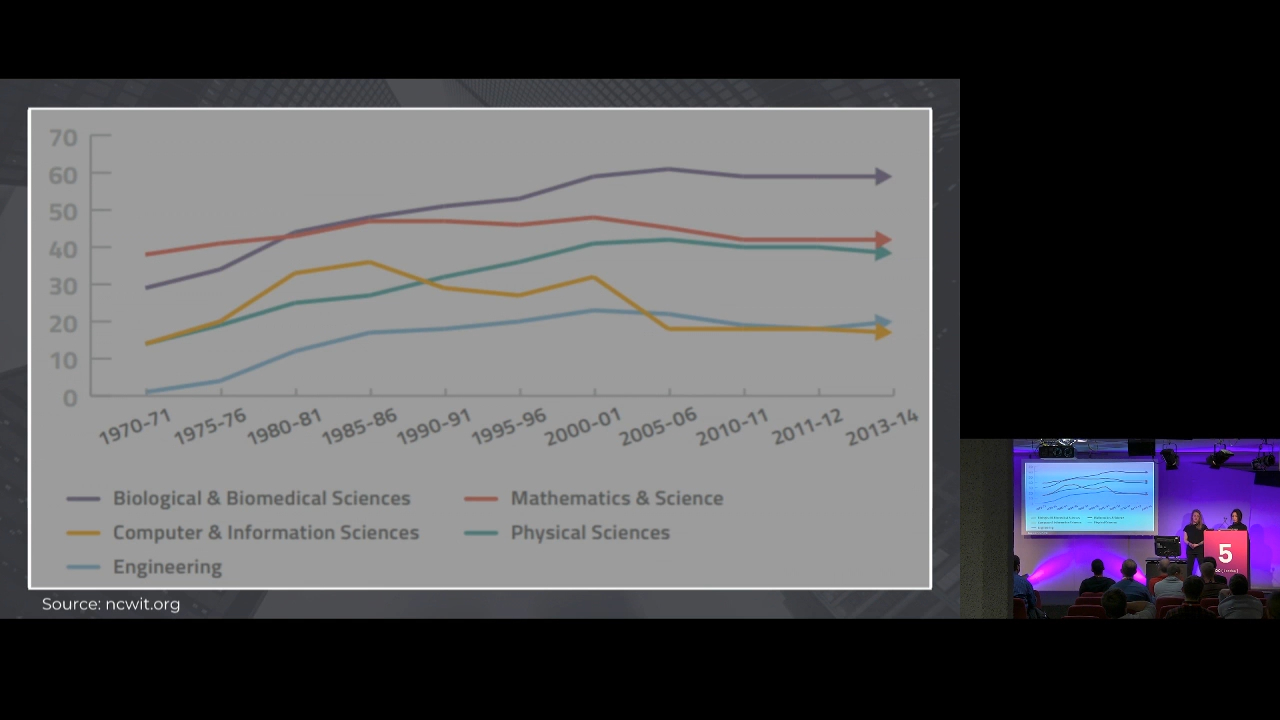 70
60
50
40
30
20
10
0
1970-71 1975-76 1980-81 1985-86 1990-91 1995-96 2000-01 2005-06 2010-11 2011-12 2013-14
Biological & Biomedical Sciences Mathematics & Science
Computer & Information Sciences Physical Sciences
Engineering
Source: ncwit.org
5